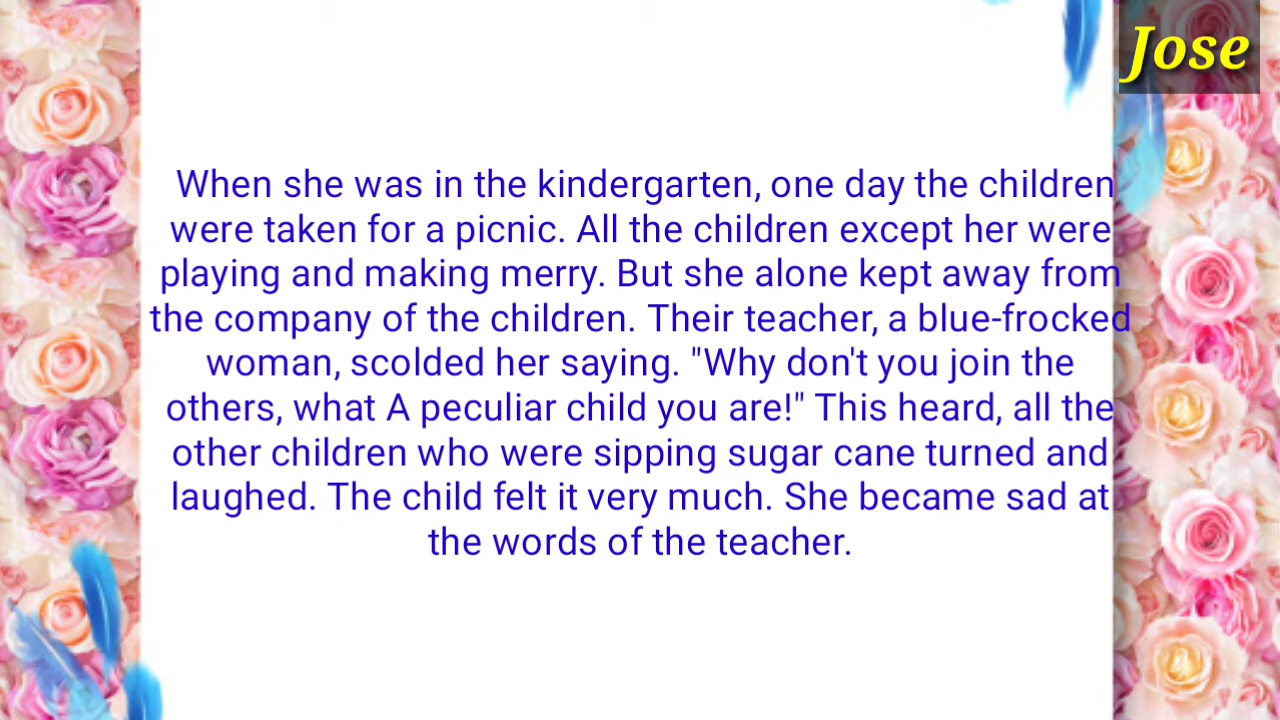 Jose
When she was in the kindergarten, one day the children
were taken for a picnic. All the children except her were
playing and making merry. But she alone kept away from
the company of the children. Their teacher, a blue-frocked
woman, scolded her saying. "Why don't you join the
others, what A peculiar child you are!" This heard, all the
other children who were sipping sugar cane turned and
laughed. The child felt it very much. She became sad at
the words of the teacher.